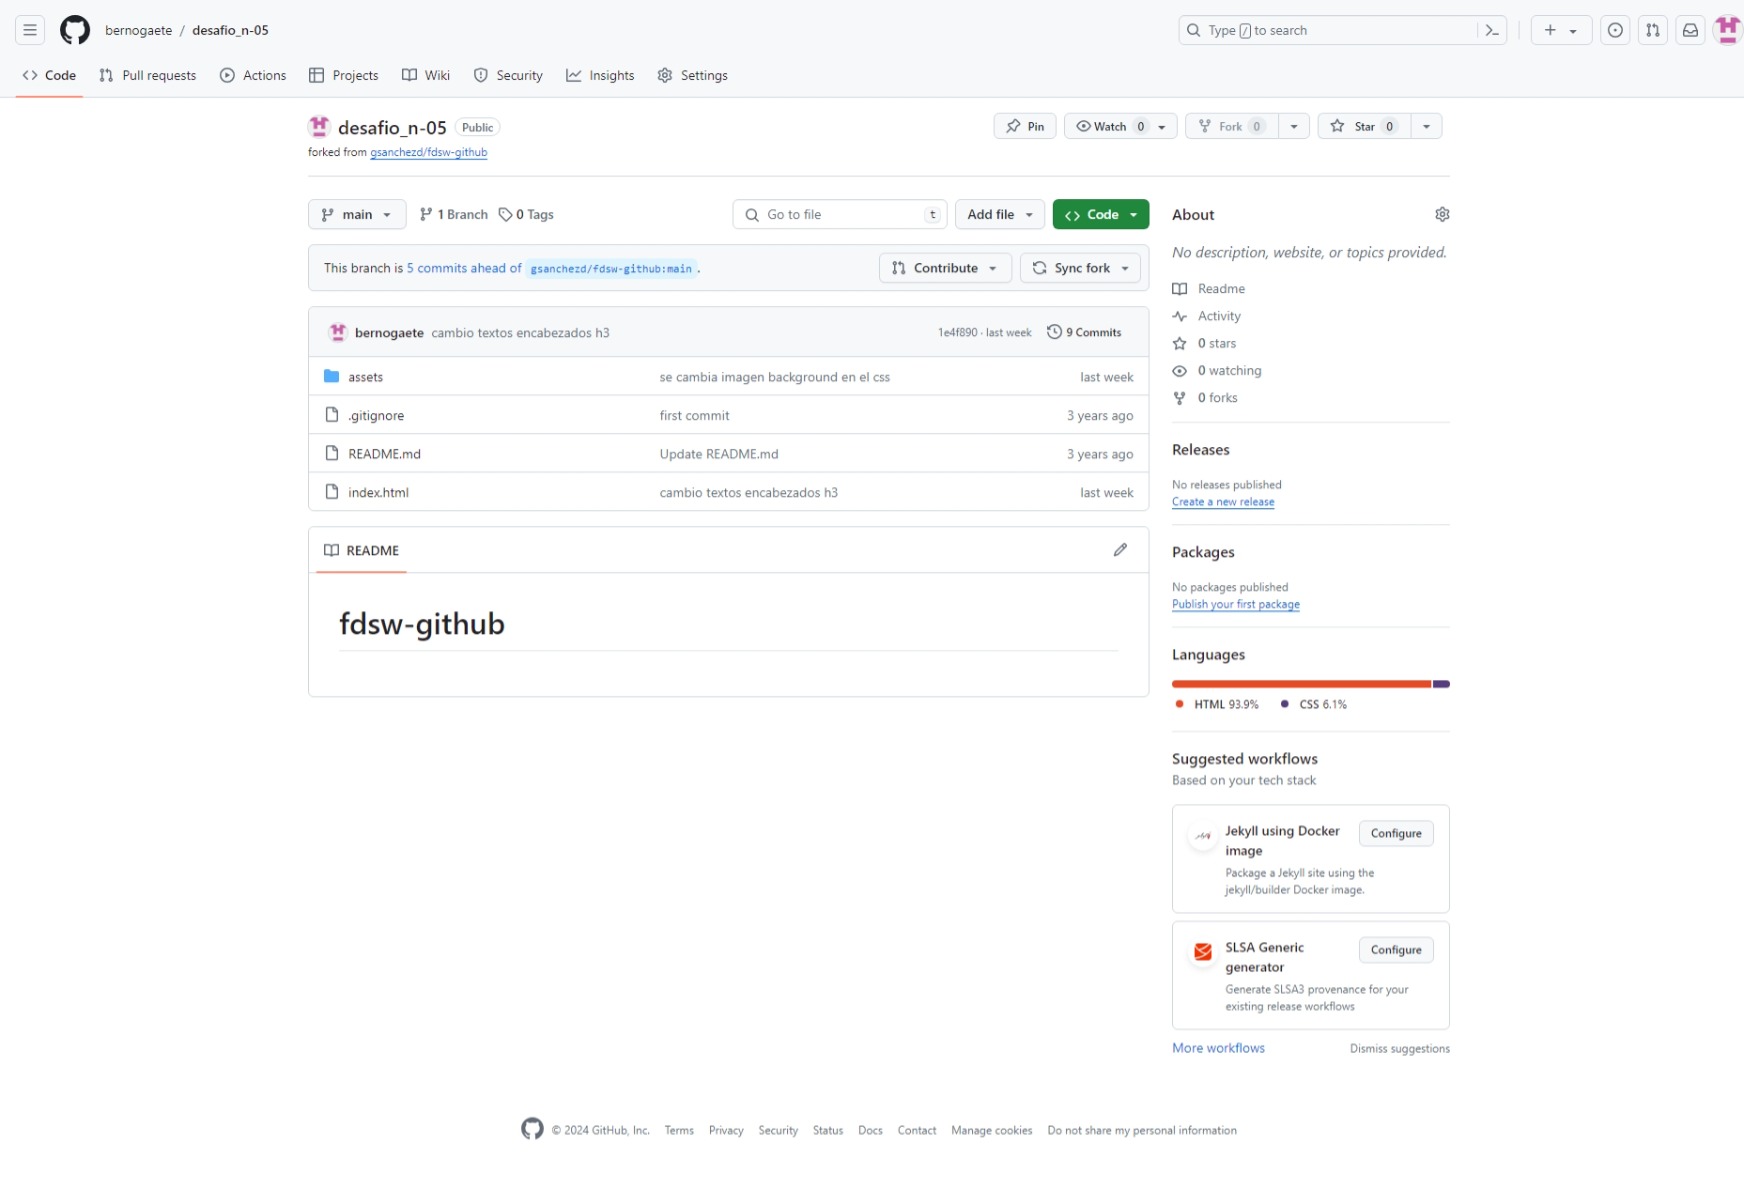 bernogaete / desafio_n-05
Type / to search
Code Pull requests Actions Projects Wiki Security Insights Settings
desafio_n-05 Public
forked from gsanchezd/fdsw-github
Pin Watch 0 Fork 0 Star 0
main 1 Branch 0 Tags
Go to file t Add file Code
This branch is 5 commits ahead of gsanchezd/fdsw-github:main .
Contribute Sync fork
bernogaete cambio textos encabezados h3 1e4f890 · last week 9 Commits
assets se cambia imagen background en el css last week
.gitignore first commit 3 years ago
README.md Update README.md 3 years ago
index.html cambio textos encabezados h3 last week
README
fdsw-github
About
No description, website, or topics provided.
Readme
Activity
0 stars
0 watching
0 forks
Releases
No releases published
Create a new release
Packages
No packages published
Publish your first package
Languages
HTML 93.9% CSS 6.1%
Suggested workflows
Based on your tech stack
Jekyll using Docker
image
Configure
Package a Jekyll site using the
jekyll/builder Docker image.
SLSA Generic
generator
Configure
Generate SLSA3 provenance for your
existing release workflows
More workflows Dismiss suggestions
© 2024 GitHub, Inc. Terms Privacy Security Status Docs Contact Manage cookies Do not share my personal information